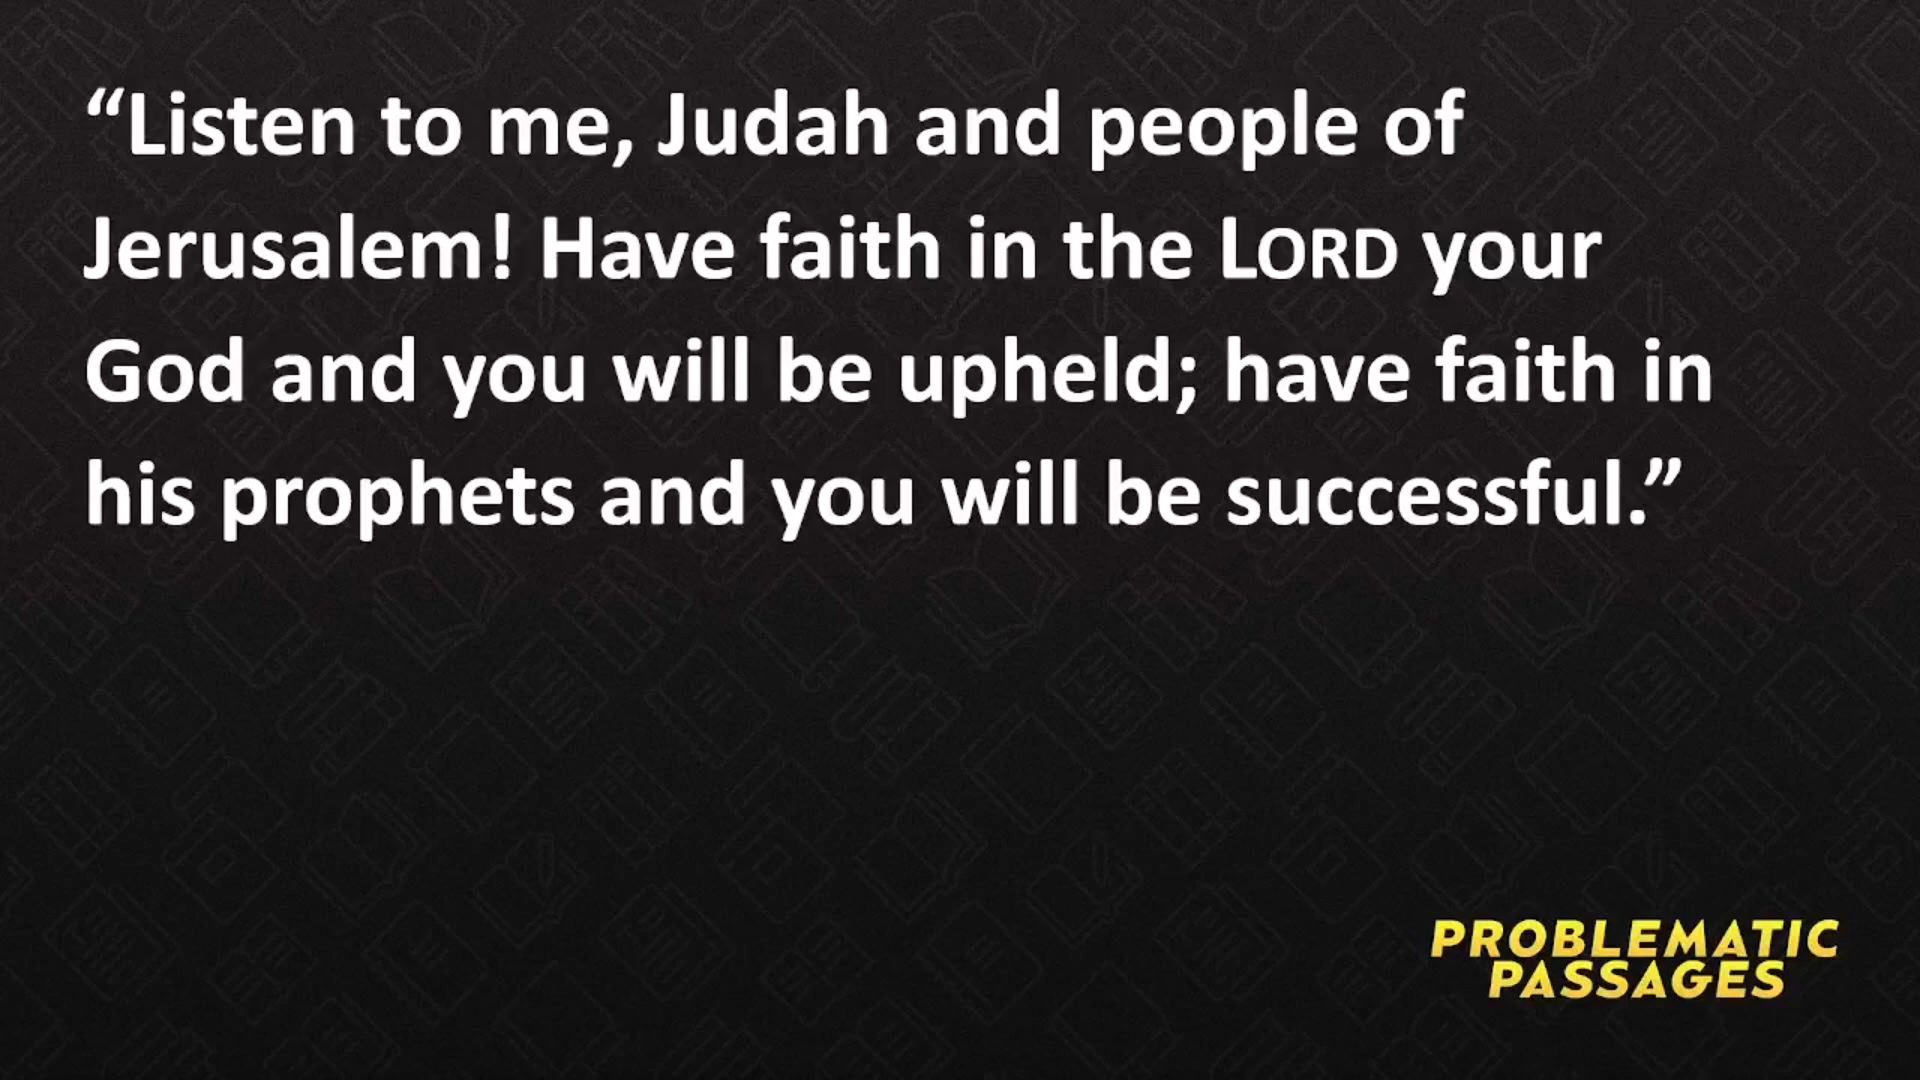 “Listen to me, Judah and people of
Jerusalem! Have faith in the LORD your
God and you will be upheld; have faith in
his prophets and you will be successful.”
PROBLEMATIC
PASSAGES